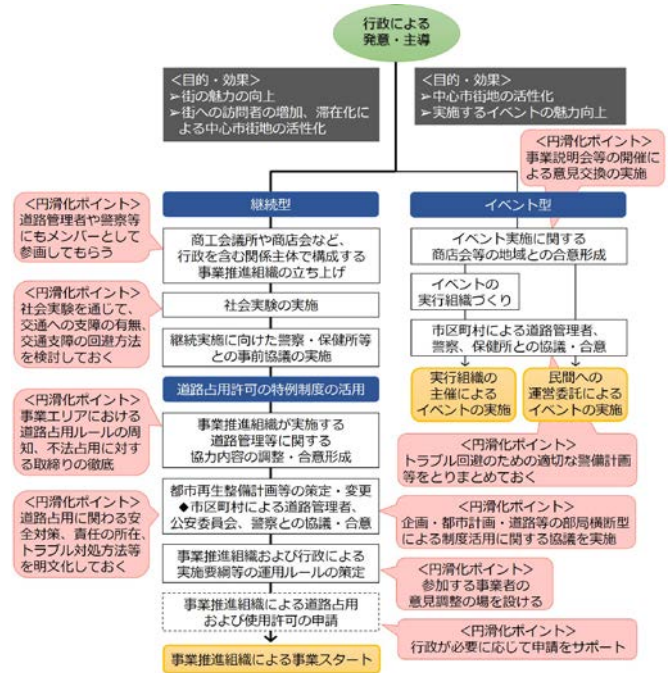 行政による
発意・主導
＜目的・効果＞
➢街の魅力の向上
➢街への訪問者の増加、滞在化に
よる中心市街地の活性化
＜目的・効果＞
➢中心市街地の活性化
➢実施するイベントの魅力向上
＜円滑化ポイント＞
事業説明会等の開催に
よる意見交換の実施
継続型
イベント型
＜円滑化ポイント＞
道路管理者や警察等
にもメンバーとして
参画してもらう
商工会議所や商店会など、
行政を含む関係主体で構成する
事業推進組織の立ち上げ
イベント実施に関する
商店会等の地域との合意形成
イベントの
実行組織づくり
＜円滑化ポイント＞
社会実験を通じて、
交通への支障の有無、
交通支障の回避方法
を検討しておく
社会実験の実施
継続実施に向けた警察・保健所等
との事前協議の実施
市区町村による道路管理者、
警察、保健所との協議・合意
実行組織の
主催による
イベントの実施
民間への
運営委託による
イベントの実施
道路占用許可の特例制度の活用
＜円滑化ポイント＞
事業エリアにおける
道路占用ルールの周
知、不法占用に対す
る取締りの徹底
事業推進組織が実施する
道路管理等に関する
協力内容の調整・合意形成
＜円滑化ポイント＞
トラブル回避のための適切な警備計画
等をとりまとめておく
＜円滑化ポイント＞
道路占用に関わる安
全対策、責任の所在、
トラブル対処方法等
を明文化しておく
都市再生整備計画等の策定・変更
◆市区町村による道路管理者、
公安委員会、警察との協議・合意
＜円滑化ポイント＞
企画・都市計画・道路等の部局横断型
による制度活用に関する協議を実施
事業推進組織および行政による
実施要綱等の運用ルールの策定
＜円滑化ポイント＞
参加する事業者の
意見調整の場を設ける
事業推進組織による道路占用
および使用許可の申請
＜円滑化ポイント＞
行政が必要に応じて申請をサポート
事業推進組織による事業スタート